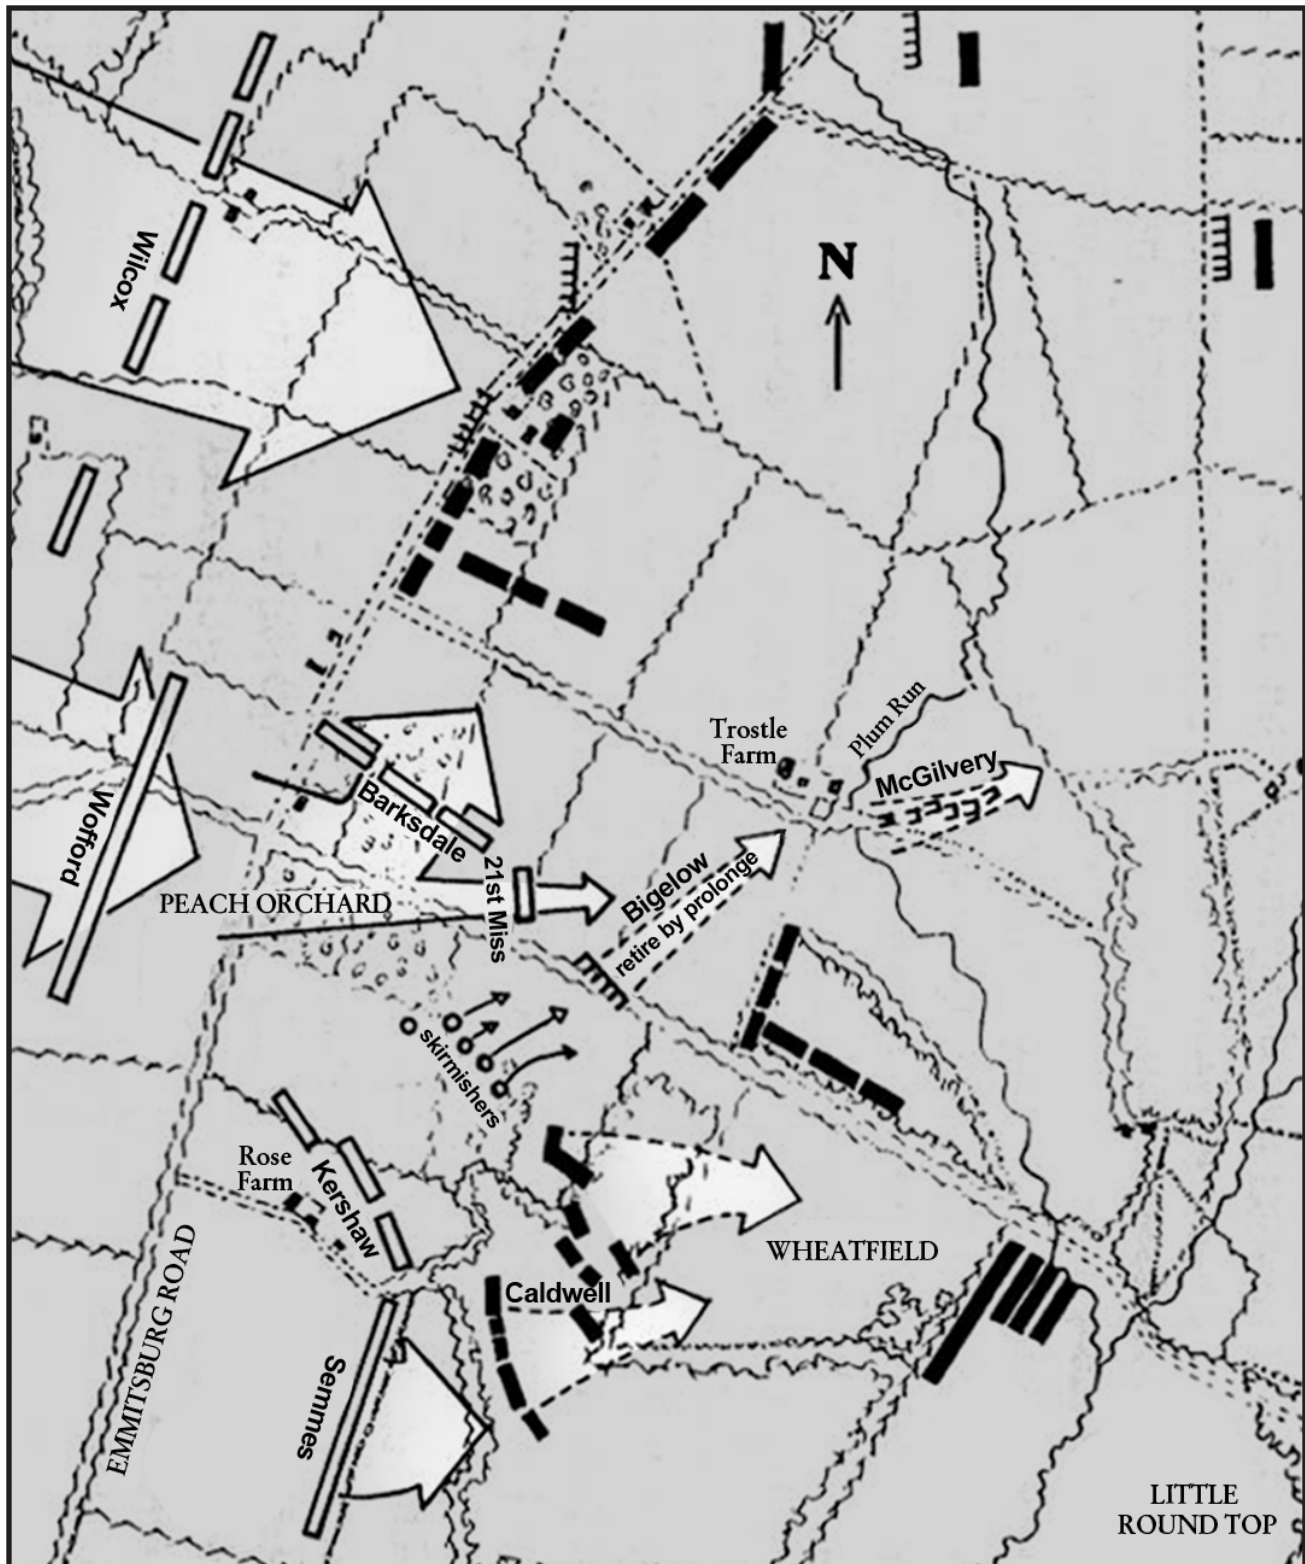 N
Wilcox
Trostle
Farm
Plum Run
McGilvery
Wofford
Barksdale
PEACH ORCHARD
21st Miss
Bigelow
retire by prolonge
skirmishers
Rose
Farm
Kershaw
WHEATFIELD
Caldwell
EMMITSBURG ROAD
Semmes
LITTLE
ROUND TOP